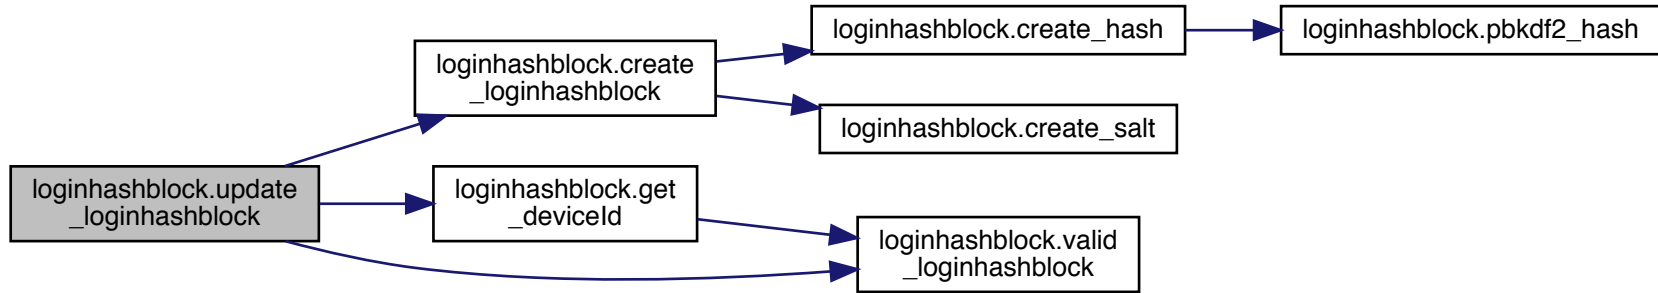 loginhashblock.update
_loginhashblock
loginhashblock.create
_loginhashblock
loginhashblock.create_hash
loginhashblock.pbkdf2_hash
loginhashblock.create_salt
loginhashblock.get
_deviceId
loginhashblock.valid
_loginhashblock